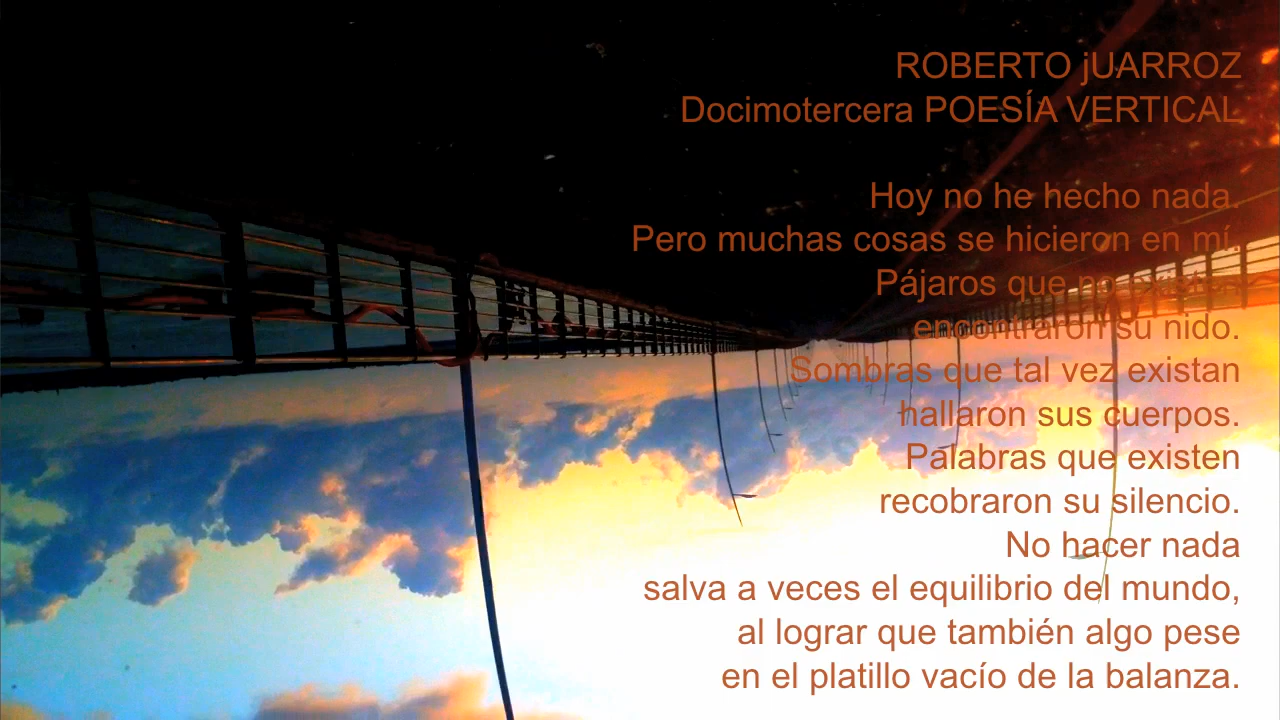 ROBERTO jUARROZ
Docimotercera POESÍA VERTICAL
Hoy no he hecho nada.
Pero muchas cosas se hicieron en mí.
Pájaros que no existen
encontraron su nido.
Sombras que tal vez existan
hallaron sus cuerpos.
Palabras que existen
recobraron su silencio.
No hacer nada
salva a veces el equilibrio del mundo,
al lograr que también algo pese
en el platillo vacío de la balanza.